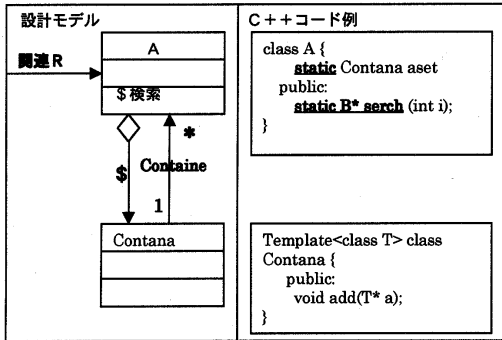 設計モデル
関連R
A
$検索
*
$
Containe
1
Contana
C++コード例
class A {
static Contana aset
public:
static B* serch (int i);
}
Template<class T> class
Contana {
public:
void add(T* a);
}